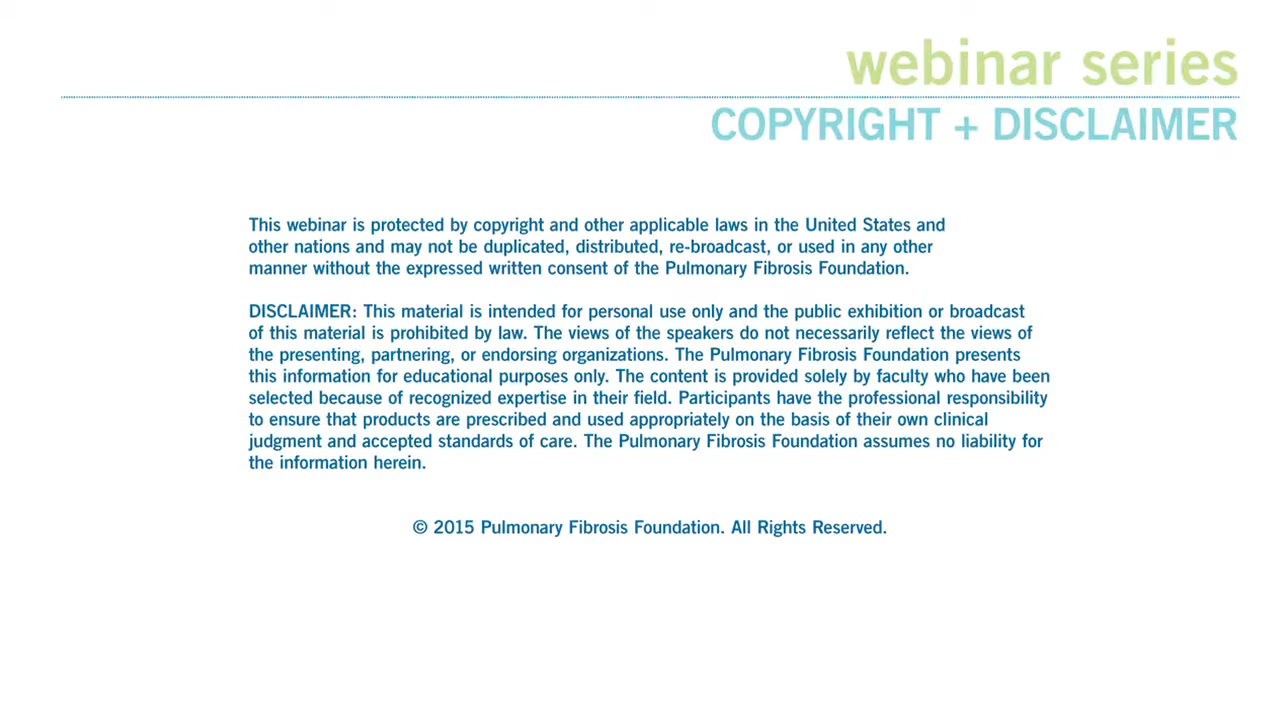 webinar series
COPYRIGHT + DISCLAIMER
This webinar is protected by copyright and other applicable laws in the United States and
other nations and may not be duplicated, distributed, re-broadcast, or used in any other
manner without the expressed written consent of the Pulmonary Fibrosis Foundation.
DISCLAIMER: This material is intended for personal use only and the public exhibition or broadcast
of this material is prohibited by law. The views of the speakers do not necessarily reflect the views of
the presenting, partnering, or endorsing organizations. The Pulmonary Fibrosis Foundation presents
this information for educational purposes only. The content is provided solely by faculty who have been
selected because of recognized expertise in their field. Participants have the professional responsibility
to ensure that products are prescribed and used appropriately on the basis of their own clinical
judgment and accepted standards of care. The Pulmonary Fibrosis Foundation assumes no liability for
the information herein.
© 2015 Pulmonary Fibrosis Foundation. All Rights Reserved.